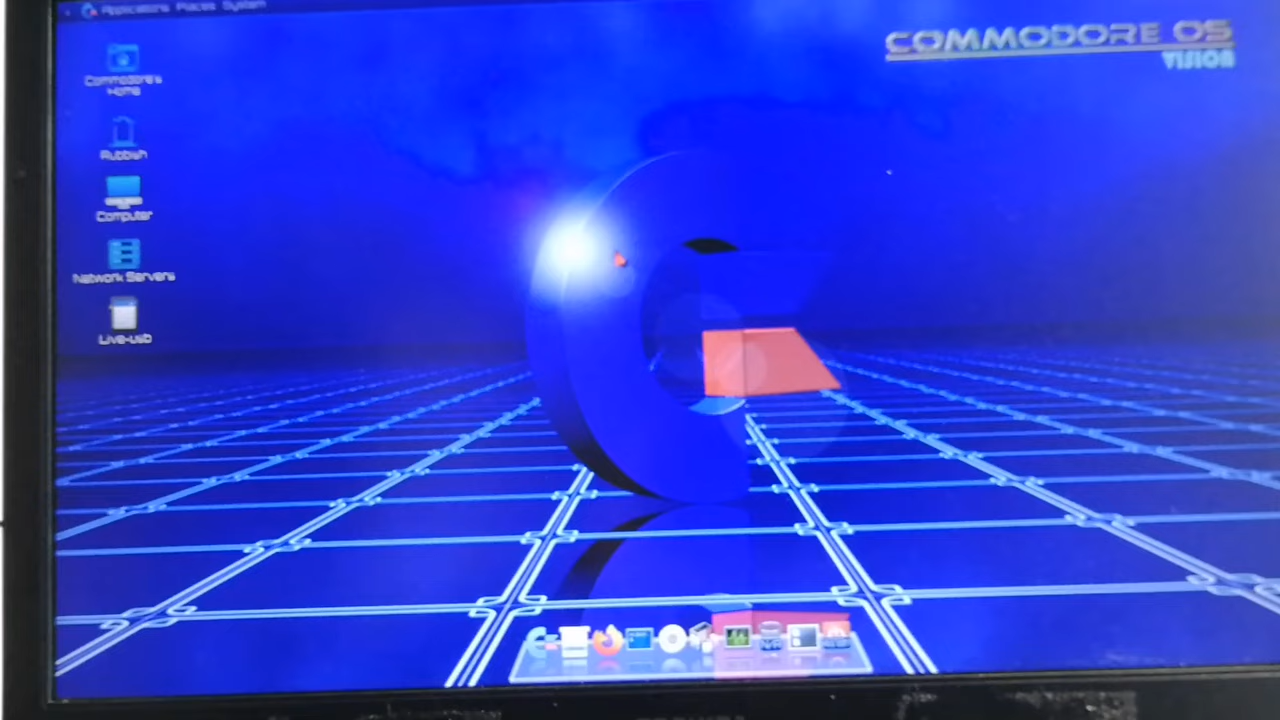 Applications Places System
COMMODORE OS
VISION
Commodore's
Home
Rubbish
Computer
Network Servers
Live-usb